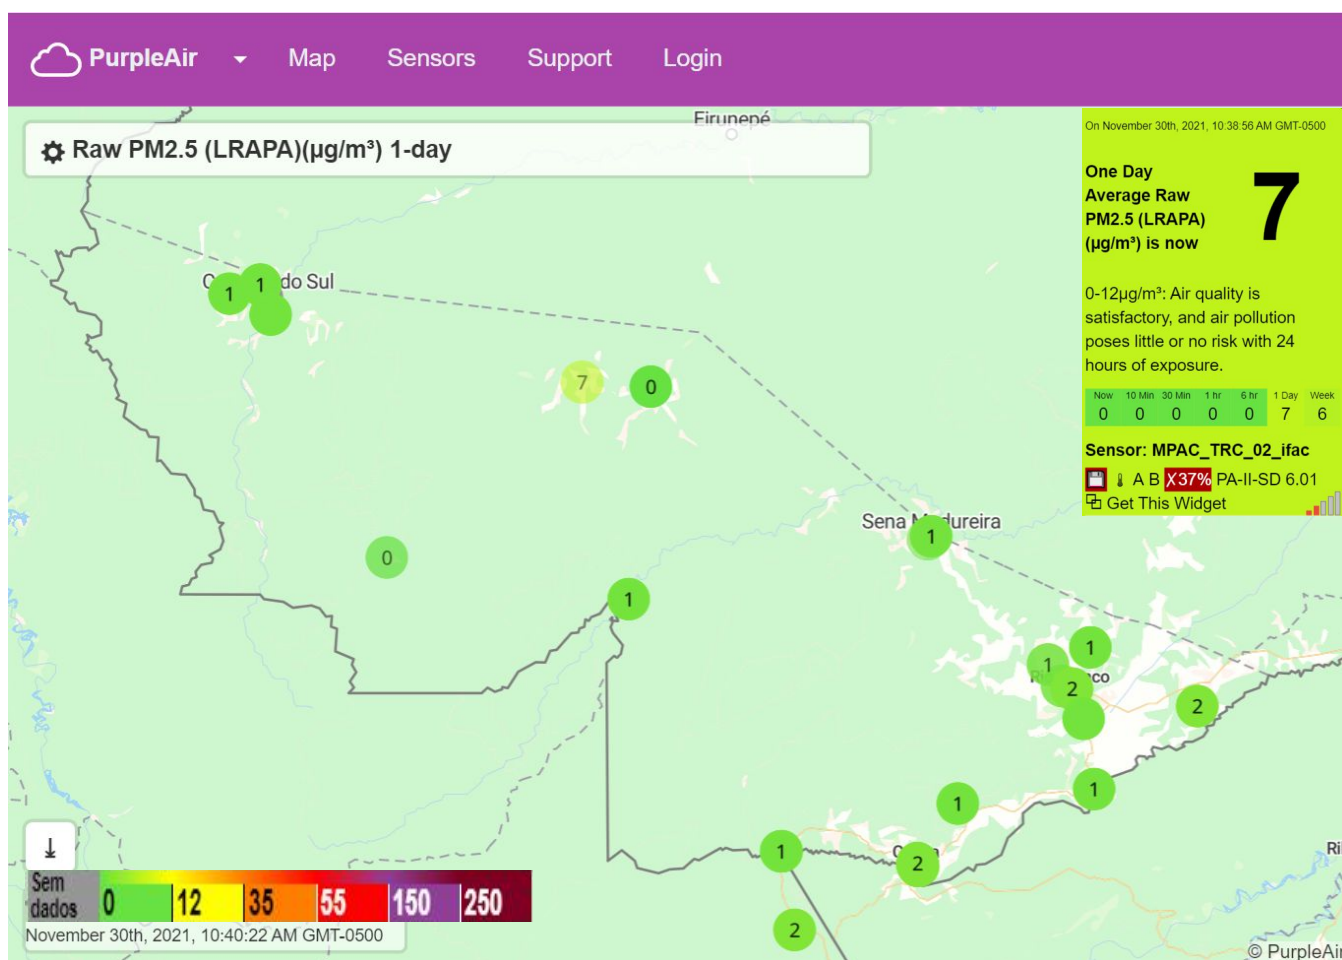 PurpleAir Map Sensors Support Login
Eirunepé
Raw PM2.5 (LRAPA)(µg/m³) 1-day
On November 30th, 2021, 10:38:56 AM GMT-0500
One Day
Average Raw
PM2.5 (LRAPA)
(µg/m³) is now
7
0-12µg/m³: Air quality is
satisfactory, and air pollution
poses little or no risk with 24
hours of exposure.
Now 10 Min 30 Min 1 hr 6 hr 1 Day Week
0 0 0 0 0 7 6
Sensor: MPAC_TRC_02_ifac
A B X37% PA-II-SD 6.01
Get This Widget
do Sul
1 1
7 0
Sena Madureira
1
0
1
1
1
2
2
1
1
1
2
2
Sem
dados 0 12 35 55 150 250
November 30th, 2021, 10:40:22 AM GMT-0500
© PurpleAir